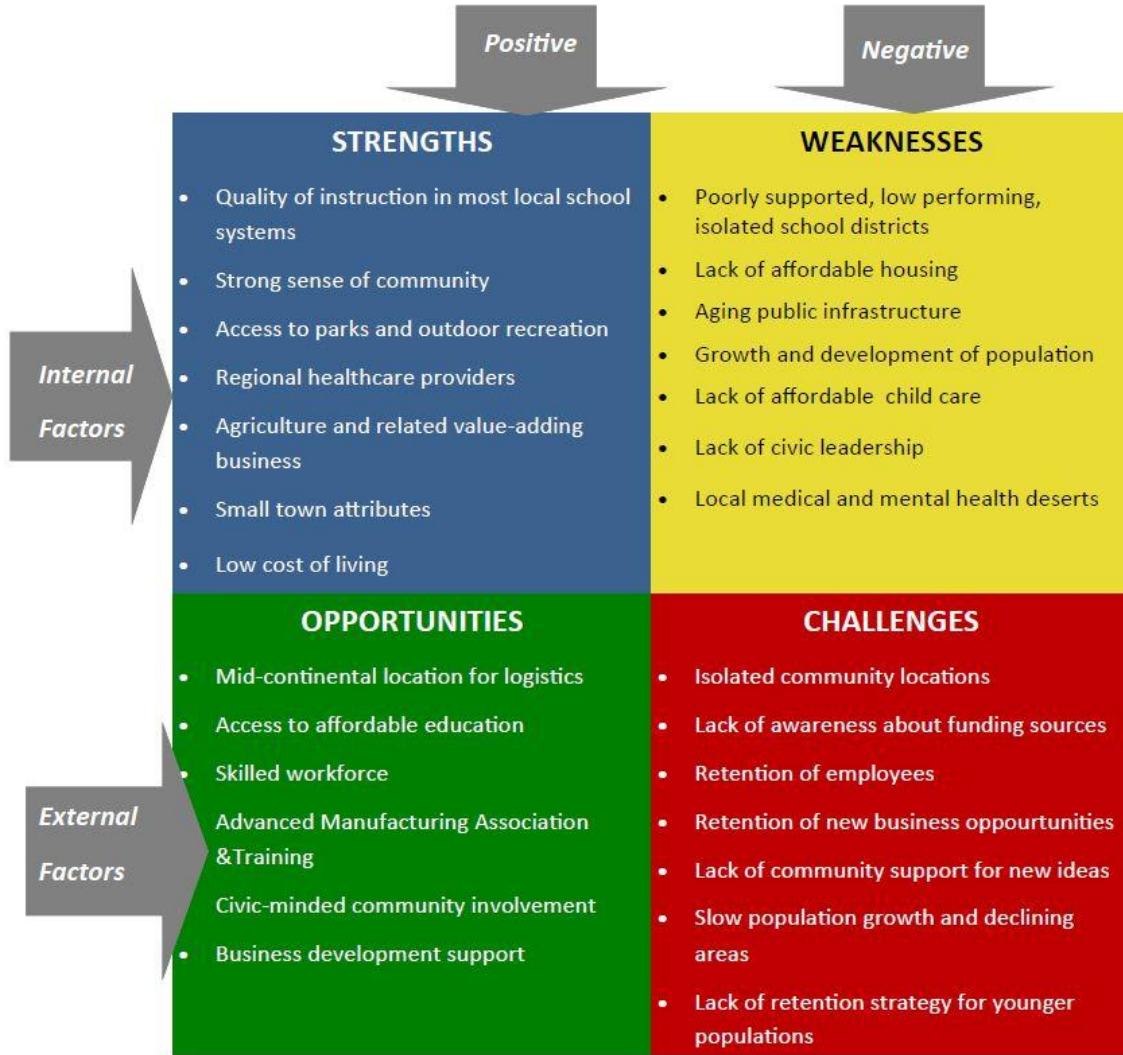 Positive
Negative
STRENGTHS
• Quality of instruction in most local school
systems
• Strong sense of community
• Access to parks and outdoor recreation
• Regional healthcare providers
• Agriculture and related value-adding
business
• Small town attributes
• Low cost of living
WEAKNESSES
• Poorly supported, low performing,
isolated school districts
• Lack of affordable housing
• Aging public infrastructure
• Growth and development of population
• Lack of affordable child care
• Lack of civic leadership
• Local medical and mental health deserts
Internal
Factors
OPPORTUNITIES
• Mid-continental location for logistics
• Access to affordable education
• Skilled workforce
Advanced Manufacturing Association
&Training
Civic-minded community involvement
• Business development support
CHALLENGES
• Isolated community locations
• Lack of awareness about funding sources
• Retention of employees
• Retention of new business oppourtunities
• Lack of community support for new ideas
• Slow population growth and declining
areas
• Lack of retention strategy for younger
populations
External
Factors